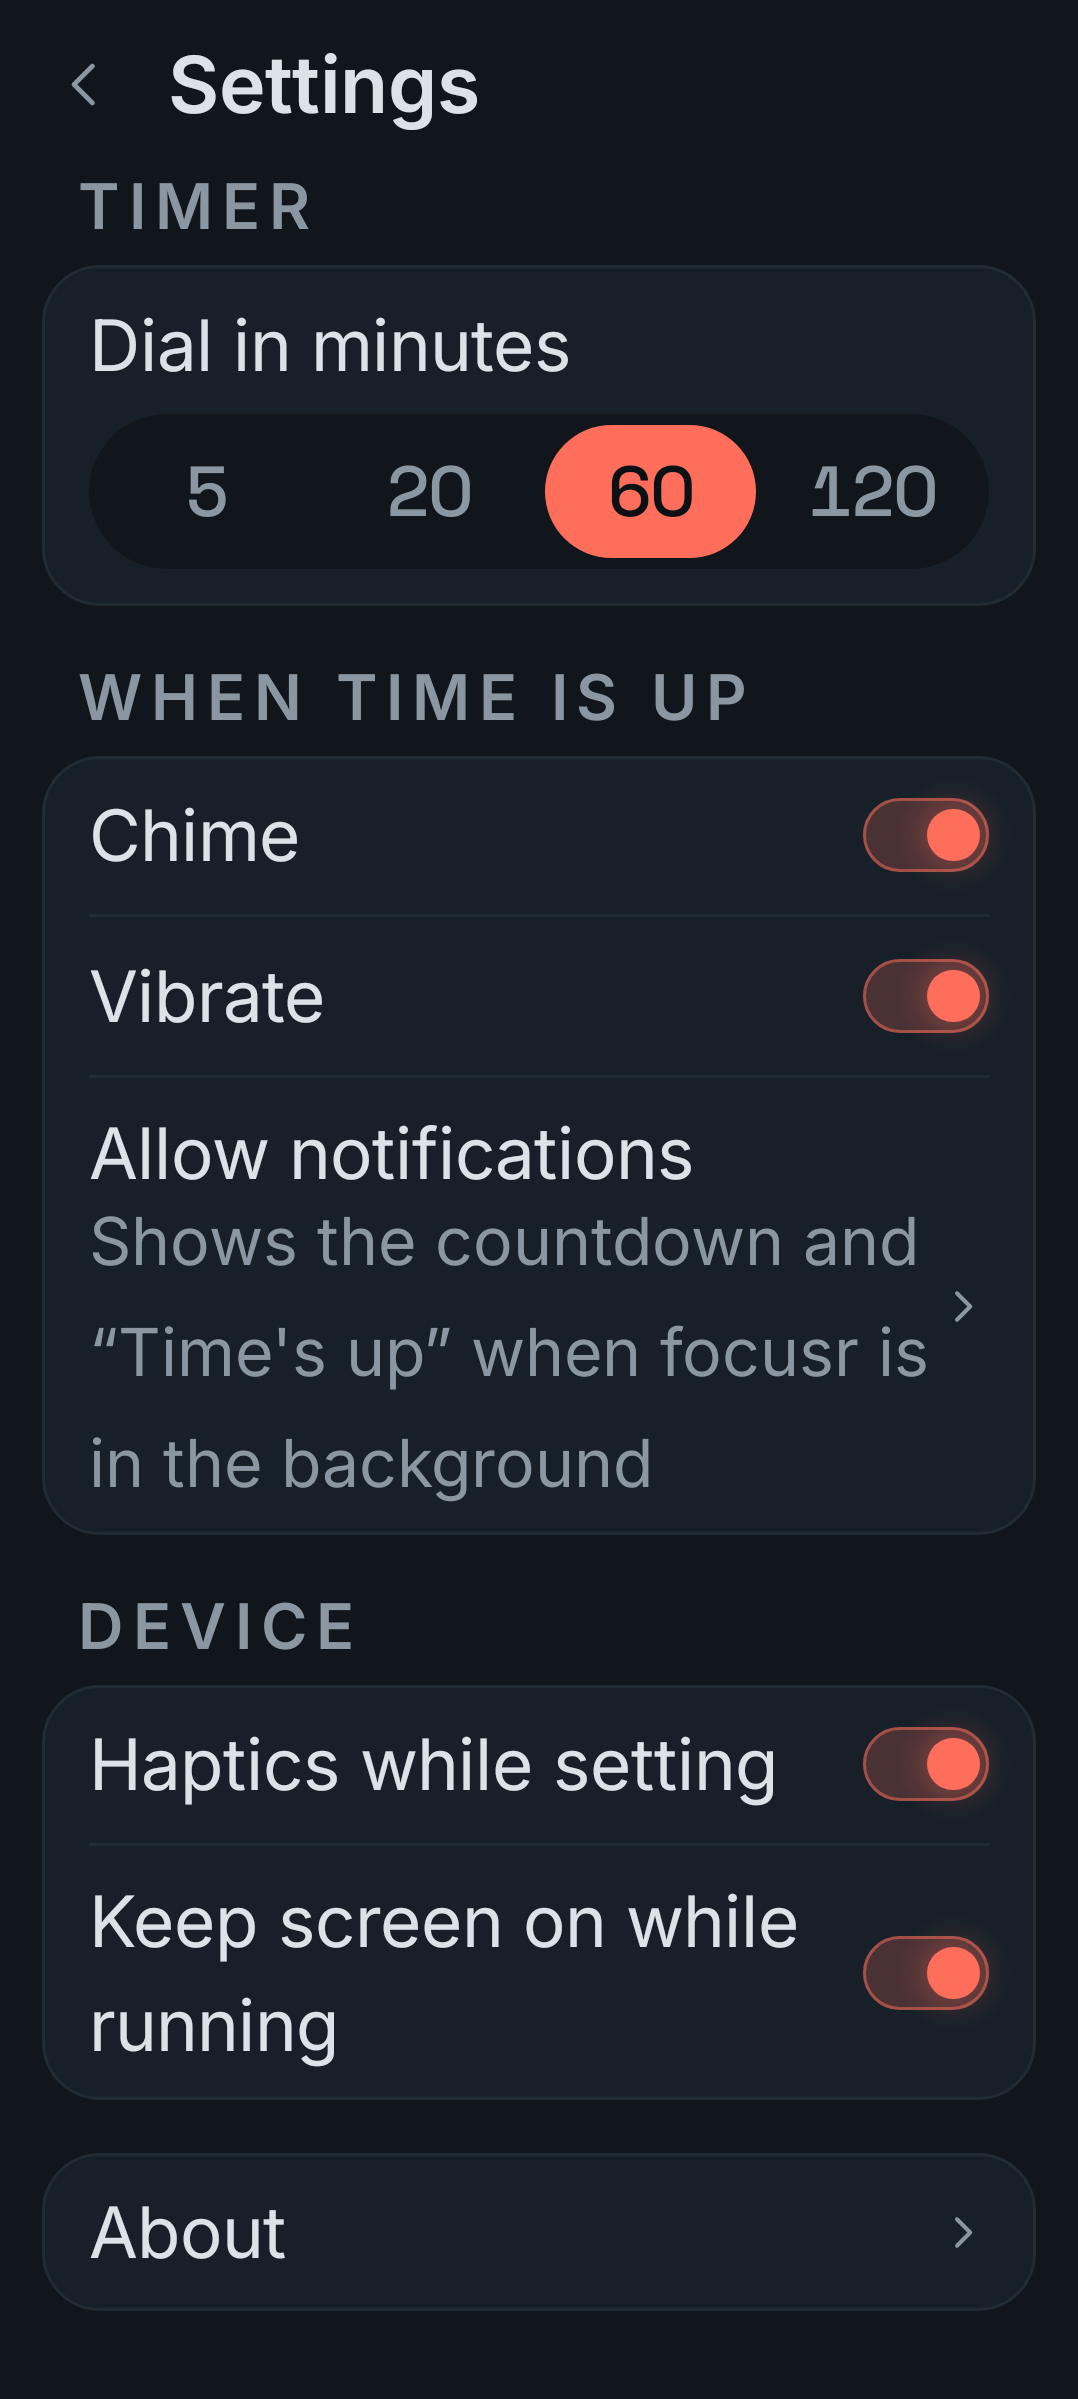 Settings
TIMER
Dial in minutes
5 20 60 120
WHEN TIME IS UP
Chime
Vibrate
Allow notifications
Shows the countdown and
“Time's up” when focusr is
in the background
DEVICE
Haptics while setting
Keep screen on while
running
About